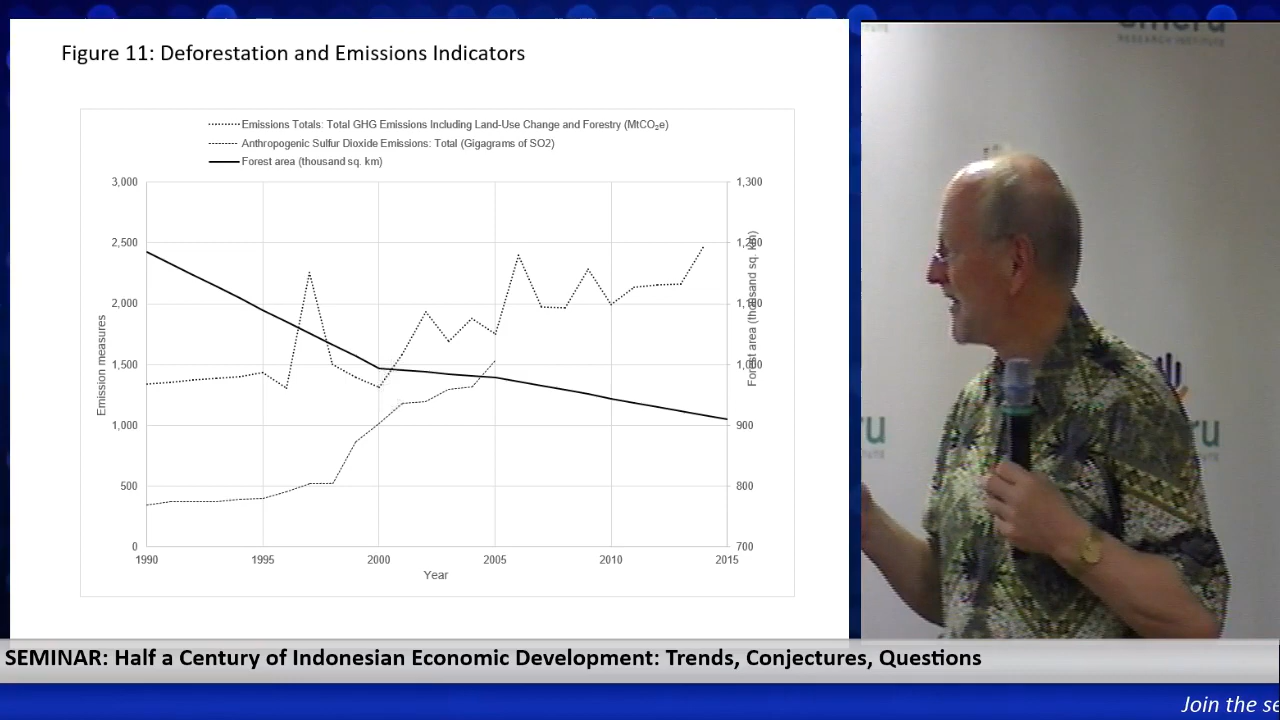 Figure 11: Deforestation and Emissions Indicators
Emissions Totals: Total GHG Emissions Including Land-Use Change and Forestry (MtCO₂e)
Anthropogenic Sulfur Dioxide Emissions: Total (Gigagrams of SO2)
Forest area (thousand sq. km)
3,000
2,500
2,000
1,500
1,000
500
0
Emission measures
1,300
1,200
1,100
1,000
900
800
700
Forest area (thousand sq. km)
1990 1995 2000 2005 2010 2015
Year
RESEARCH INSTITUTE
SEMINAR: Half a Century of Indonesian Economic Development: Trends, Conjectures, Questions
Join the se